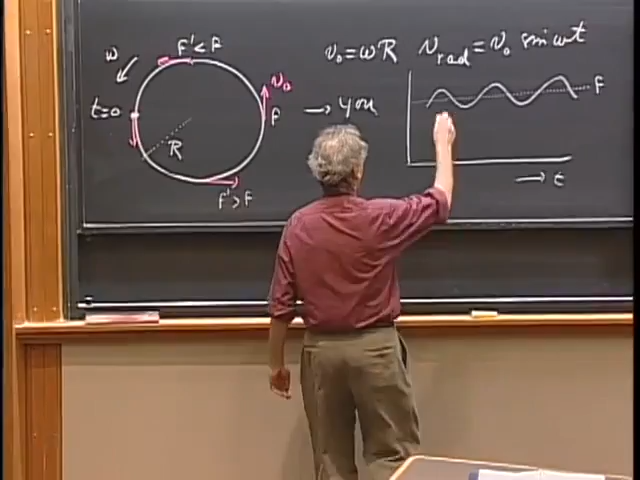 ω
f' < f
t=0
v₀
f
→ you
R
f' > f
v₀ = ωR
v_rad = v₀ sin ωt
f
→ t